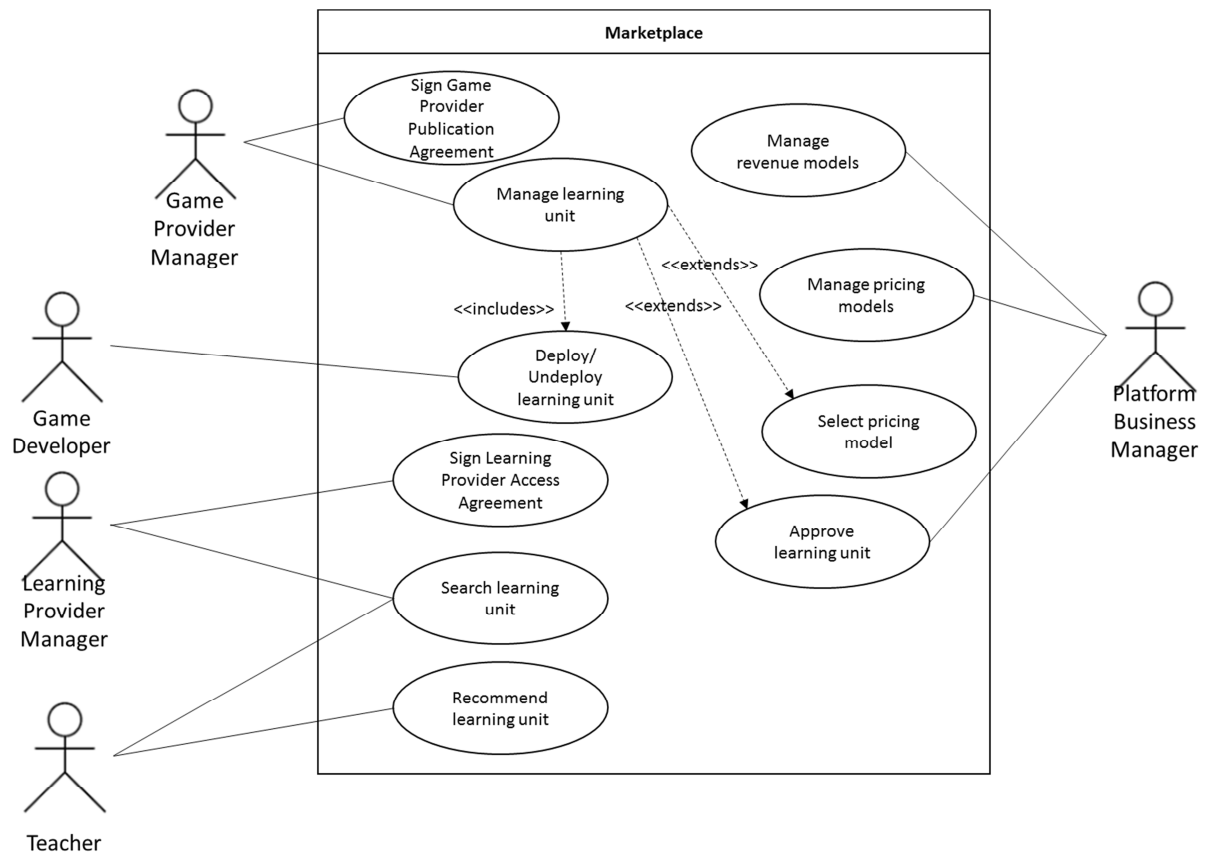 Marketplace
Sign Game
Provider
Publication
Agreement
Manage
revenue models
Game
Provider
Manager
Manage learning
unit
<<extends>>
Manage pricing
models
<<includes>>
<<extends>>
Deploy/
Undeploy
learning unit
Game
Developer
Platform
Business
Manager
Select pricing
model
Sign Learning
Provider Access
Agreement
Approve
learning unit
Learning
Provider
Manager
Search learning
unit
Recommend
learning unit
Teacher